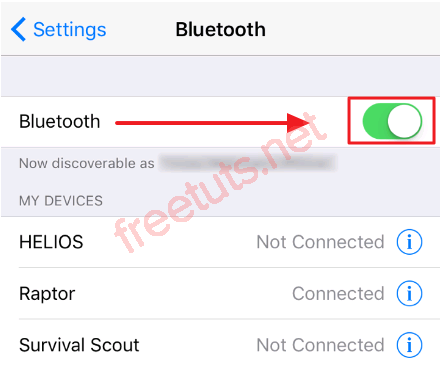 Settings Bluetooth
Bluetooth
Now discoverable as
MY DEVICES
HELIOS Not Connected
Raptor Connected
Survival Scout Not Connected
freetuts.net